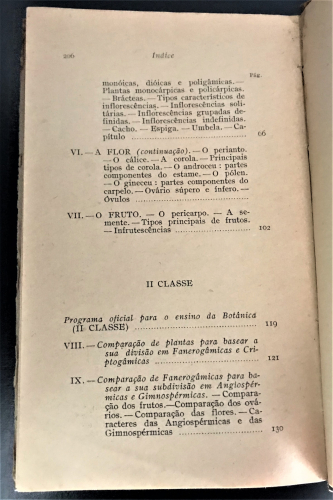 206 Indice
Pág.
monóicas, dióicas e poligâmicas.—
Plantas monocárpicas e policárpicas.
— Brácteas.— Tipos característicos de
inflorescências.— Inflorescências soli-
tárias.— Inflorescências grupadas de-
finidas.— Inflorescências indefinidas.
— Cacho.— Espiga.— Umbela.— Ca-
pítulo ........................................ 66
VI. — A FLOR (continuação).— O perianto.
— O cálice.— A corola.— Principais
tipos de corola.— O androceu : partes
componentes do estame.— O pólen.—
O gineceu : partes componentes do
carpelo.— Ovário súpero e ínfero.—
Óvulos ........................................
VII. — O FRUTO. — O pericarpo. — A se-
mente.— Tipos principais de frutos.
— Infrutescências ........................ 102
II CLASSE
Programa oficial para o ensino da Botânica
(II CLASSE) ........................................ 119
VIII. — Comparação de plantas para basear a
sua divisão em Fanerogâmicas e Cri-
ptogâmicas ........................................ 121
IX. — Comparação de Fanerogâmicas para ba-
sear a sua subdivisão em Angiospér-
micas e Gimnospérmicas. — Compara-
ção dos frutos.—Comparação dos ová-
rios.— Comparação das flores.— Ca-
racteres das Angiospérmicas e das
Gimnospérmicas ........................ 130